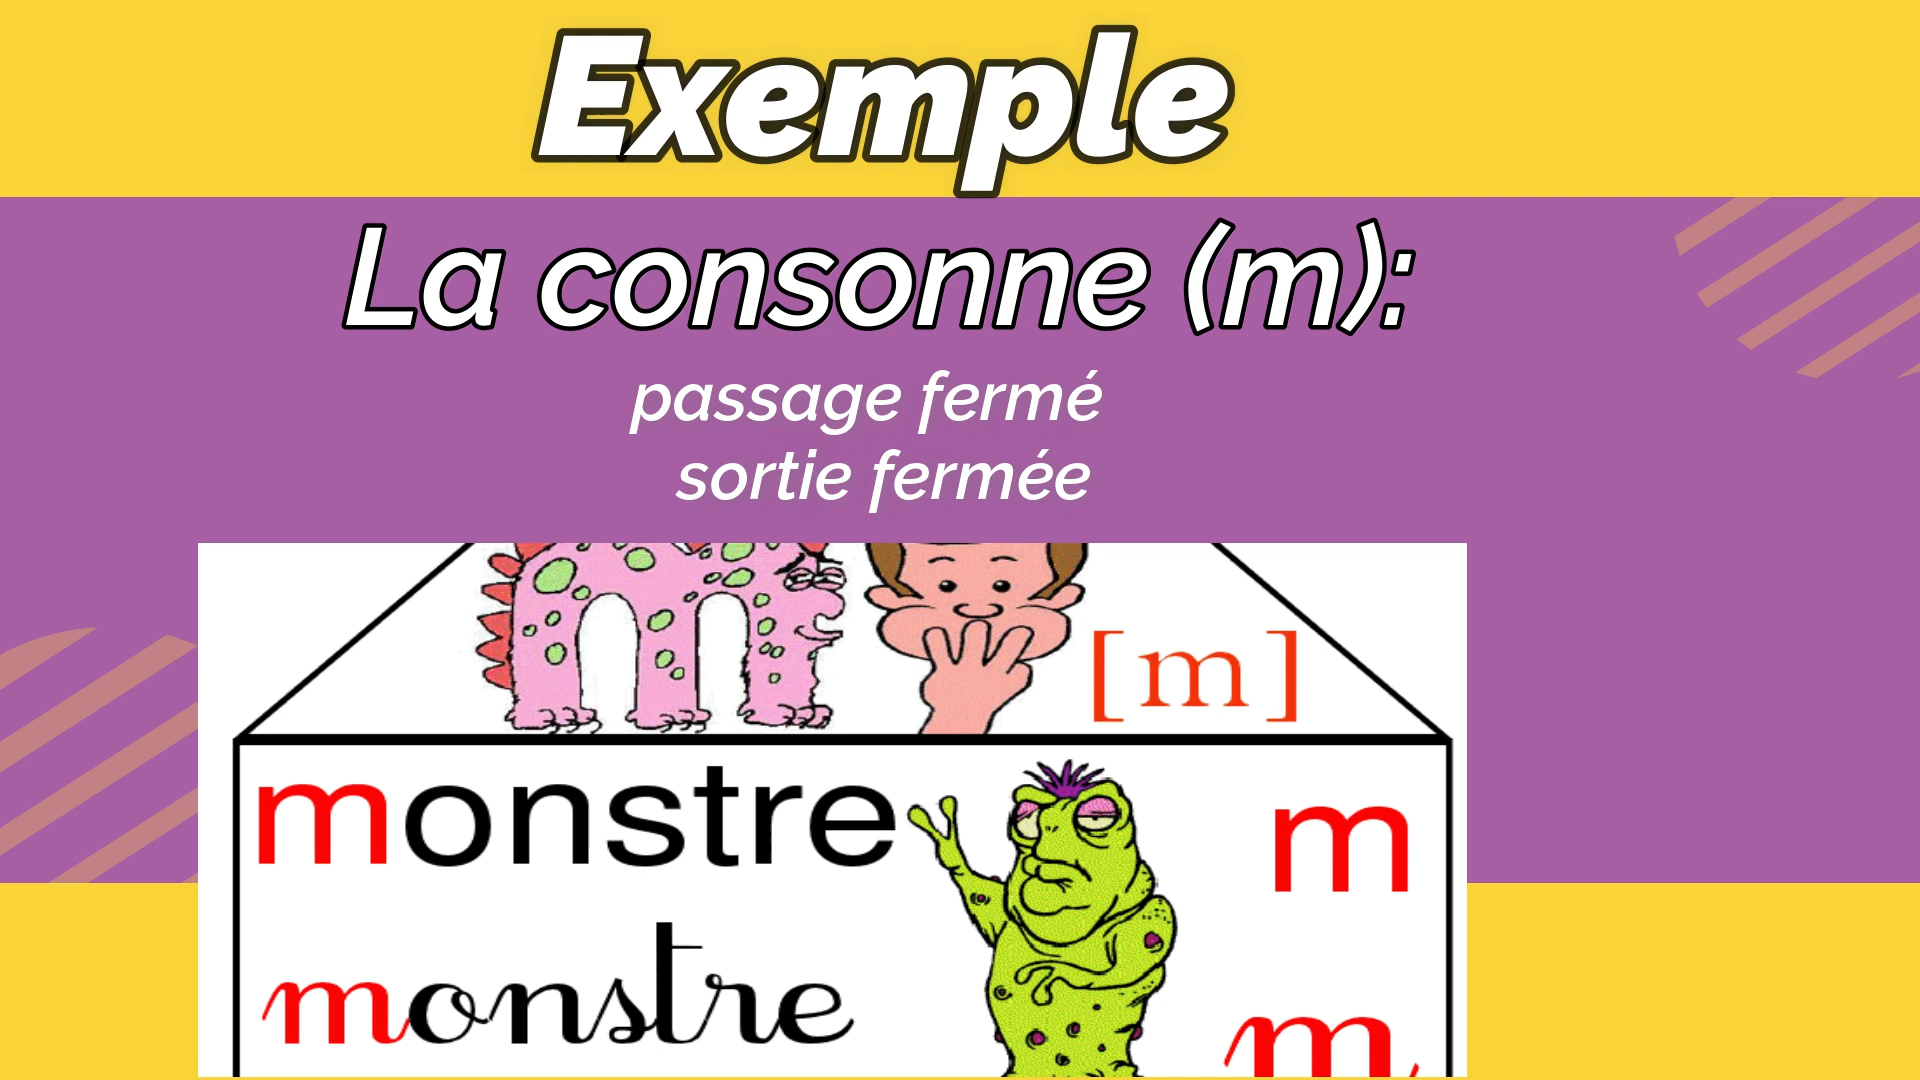 Exemple
La consonne (m):
passage fermé
sortie fermée
m
[m]
monstre
m
monstre
m